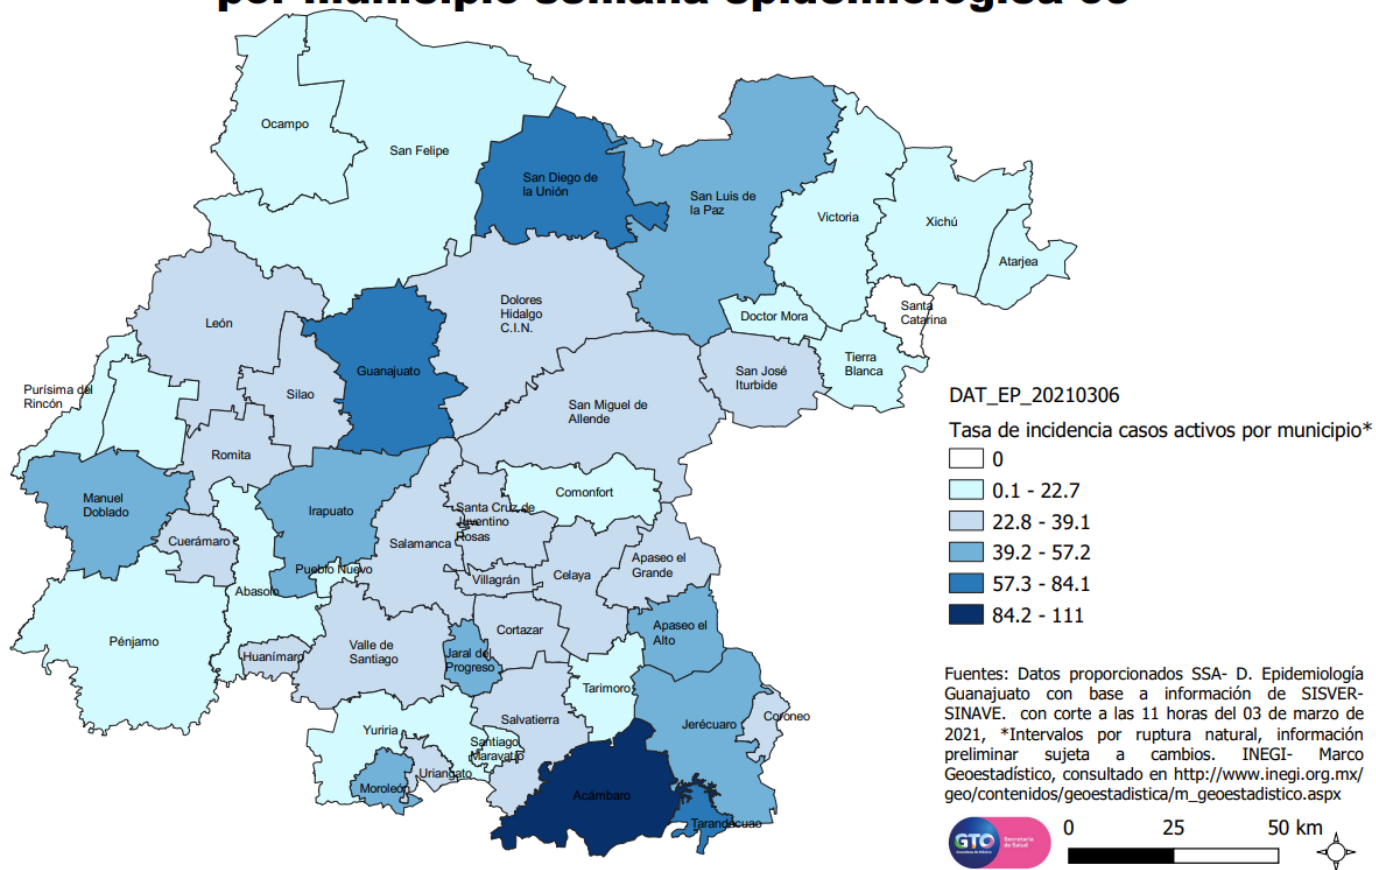 por municipio semana epidemiológica
Ocampo
San Felipe
San Diego de
la Unión
San Luis de
la Paz
Victoria
Xichú
Atarjea
Santa
Catarina
Doctor Mora
Tierra
Blanca
San José
Iturbide
Dolores
Hidalgo
C.I.N.
León
Guanajuato
Silao
Purísima del
Rincón
San Miguel de
Allende
Romita
Manuel
Doblado
Irapuato
Comonfort
Santa Cruz de
Juventino
Rosas
Cuerámaro
Salamanca
Apaseo el
Grande
Pueblo Nuevo
Villagrán
Celaya
Abasolo
Pénjamo
Cortazar
Apaseo el
Alto
Valle de
Santiago
Huanímaro
Jaral del
Progreso
Tarimoro
Salvatierra
Jerécuaro
Coroneo
Yuriria
Santiago
Maravatío
Uriangato
Moroleón
Acámbaro
Tarandacuao
DAT_EP_20210306
Tasa de incidencia casos activos por municipio*
0
0.1 - 22.7
22.8 - 39.1
39.2 - 57.2
57.3 - 84.1
84.2 - 111
Fuentes: Datos proporcionados SSA- D. Epidemiología
Guanajuato con base a información de SISVER-
SINAVE. con corte a las 11 horas del 03 de marzo de
2021, *Intervalos por ruptura natural, información
preliminar sujeta a cambios. INEGI- Marco
Geoestadístico, consultado en http://www.inegi.org.mx/
geo/contenidos/geoestadistica/m_geoestadistico.aspx
GTO
Secretaría
de Salud
0 25 50 km